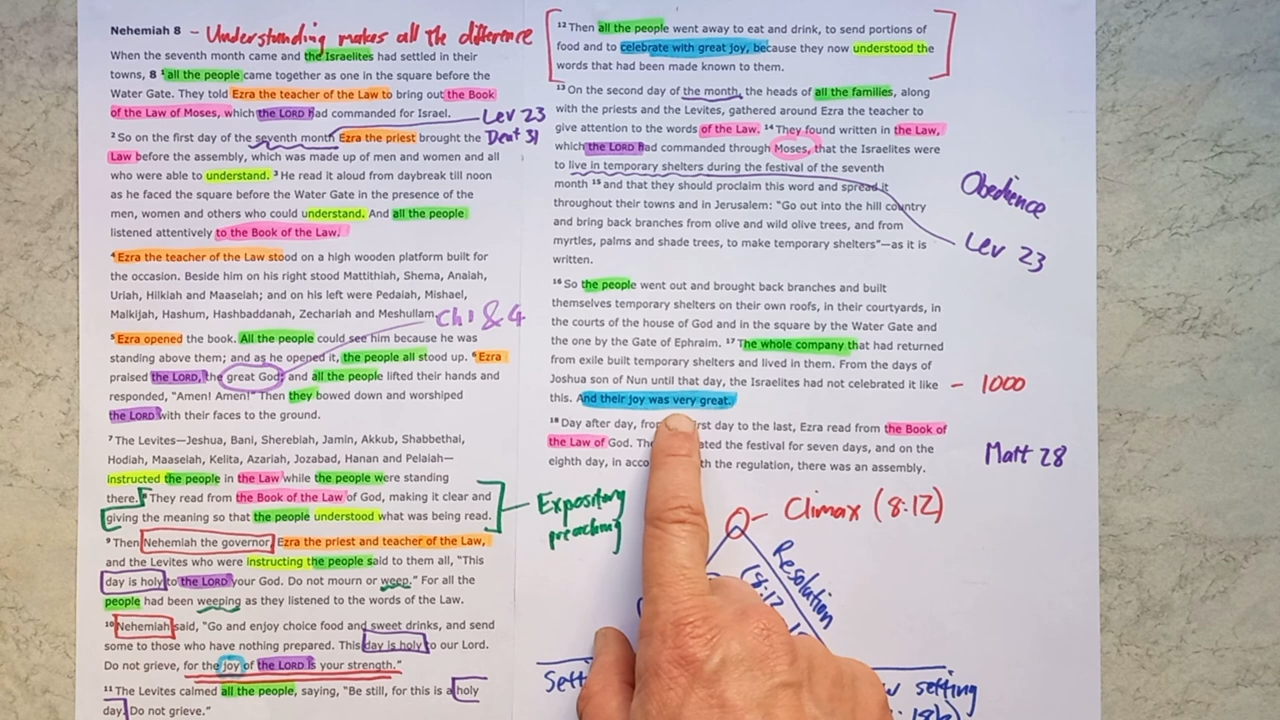 Nehemiah 8 - Understanding makes all the difference
When the seventh month came and the Israelites had settled in their
towns, 8 1 all the people came together as one in the square before the
Water Gate. They told Ezra the teacher of the Law to bring out the Book
of the Law of Moses, which the LORD had commanded for Israel.
Lev 23
2 So on the first day of the seventh month Ezra the priest brought the
Deut 31
Law before the assembly, which was made up of men and women and all
who were able to understand. 3 He read it aloud from daybreak till noon
as he faced the square before the Water Gate in the presence of the
men, women and others who could understand. And all the people
listened attentively to the Book of the Law.
4 Ezra the teacher of the Law stood on a high wooden platform built for
the occasion. Beside him on his right stood Mattithiah, Shema, Anaiah,
Uriah, Hilkiah and Maaseiah; and on his left were Pedaiah, Mishael,
Malkijah, Hashum, Hashbaddanah, Zechariah and Meshullam.
Ch 1 & 4
5 Ezra opened the book. All the people could see him because he was
standing above them; and as he opened it, the people all stood up. 6 Ezra
praised the LORD, the great God; and all the people lifted their hands and
responded, "Amen! Amen!" Then they bowed down and worshiped
the LORD with their faces to the ground.
7 The Levites—Jeshua, Bani, Sherebiah, Jamin, Akkub, Shabbethai,
Hodiah, Maaseiah, Kelita, Azariah, Jozabad, Hanan and Pelaiah—
instructed the people in the Law while the people were standing
there. 8 They read from the Book of the Law of God, making it clear and
giving the meaning so that the people understood what was being read.
Expository
preaching
9 Then Nehemiah the governor, Ezra the priest and teacher of the Law,
and the Levites who were instructing the people said to them all, "This
day is holy to the LORD your God. Do not mourn or weep." For all the
people had been weeping as they listened to the words of the Law.
10 Nehemiah said, "Go and enjoy choice food and sweet drinks, and send
some to those who have nothing prepared. This day is holy to our Lord.
Do not grieve, for the joy of the LORD is your strength."
11 The Levites calmed all the people, saying, "Be still, for this is a holy
day. Do not grieve."
12 Then all the people went away to eat and drink, to send portions of
food and to celebrate with great joy, because they now understood the
words that had been made known to them.
13 On the second day of the month, the heads of all the families, along
with the priests and the Levites, gathered around Ezra the teacher to
give attention to the words of the Law. 14 They found written in the Law,
which the LORD had commanded through Moses, that the Israelites were
to live in temporary shelters during the festival of the seventh
month 15 and that they should proclaim this word and spread it
throughout their towns and in Jerusalem: "Go out into the hill country
and bring back branches from olive and wild olive trees, and from
myrtles, palms and shade trees, to make temporary shelters"—as it is
written.
Obedience
Lev 23
16 So the people went out and brought back branches and built
themselves temporary shelters on their own roofs, in their courtyards, in
the courts of the house of God and in the square by the Water Gate and
the one by the Gate of Ephraim. 17 The whole company that had returned
from exile built temporary shelters and lived in them. From the days of
Joshua son of Nun until that day, the Israelites had not celebrated it like
- 1000
this. And their joy was very great.
18 Day after day, fro rst day to the last, Ezra read from the Book of
the Law of God. The ated the festival for seven days, and on the
eighth day, in acco th the regulation, there was an assembly.
Matt 28
- Climax (8:12)
Resolution
(8:12
Setti
setting